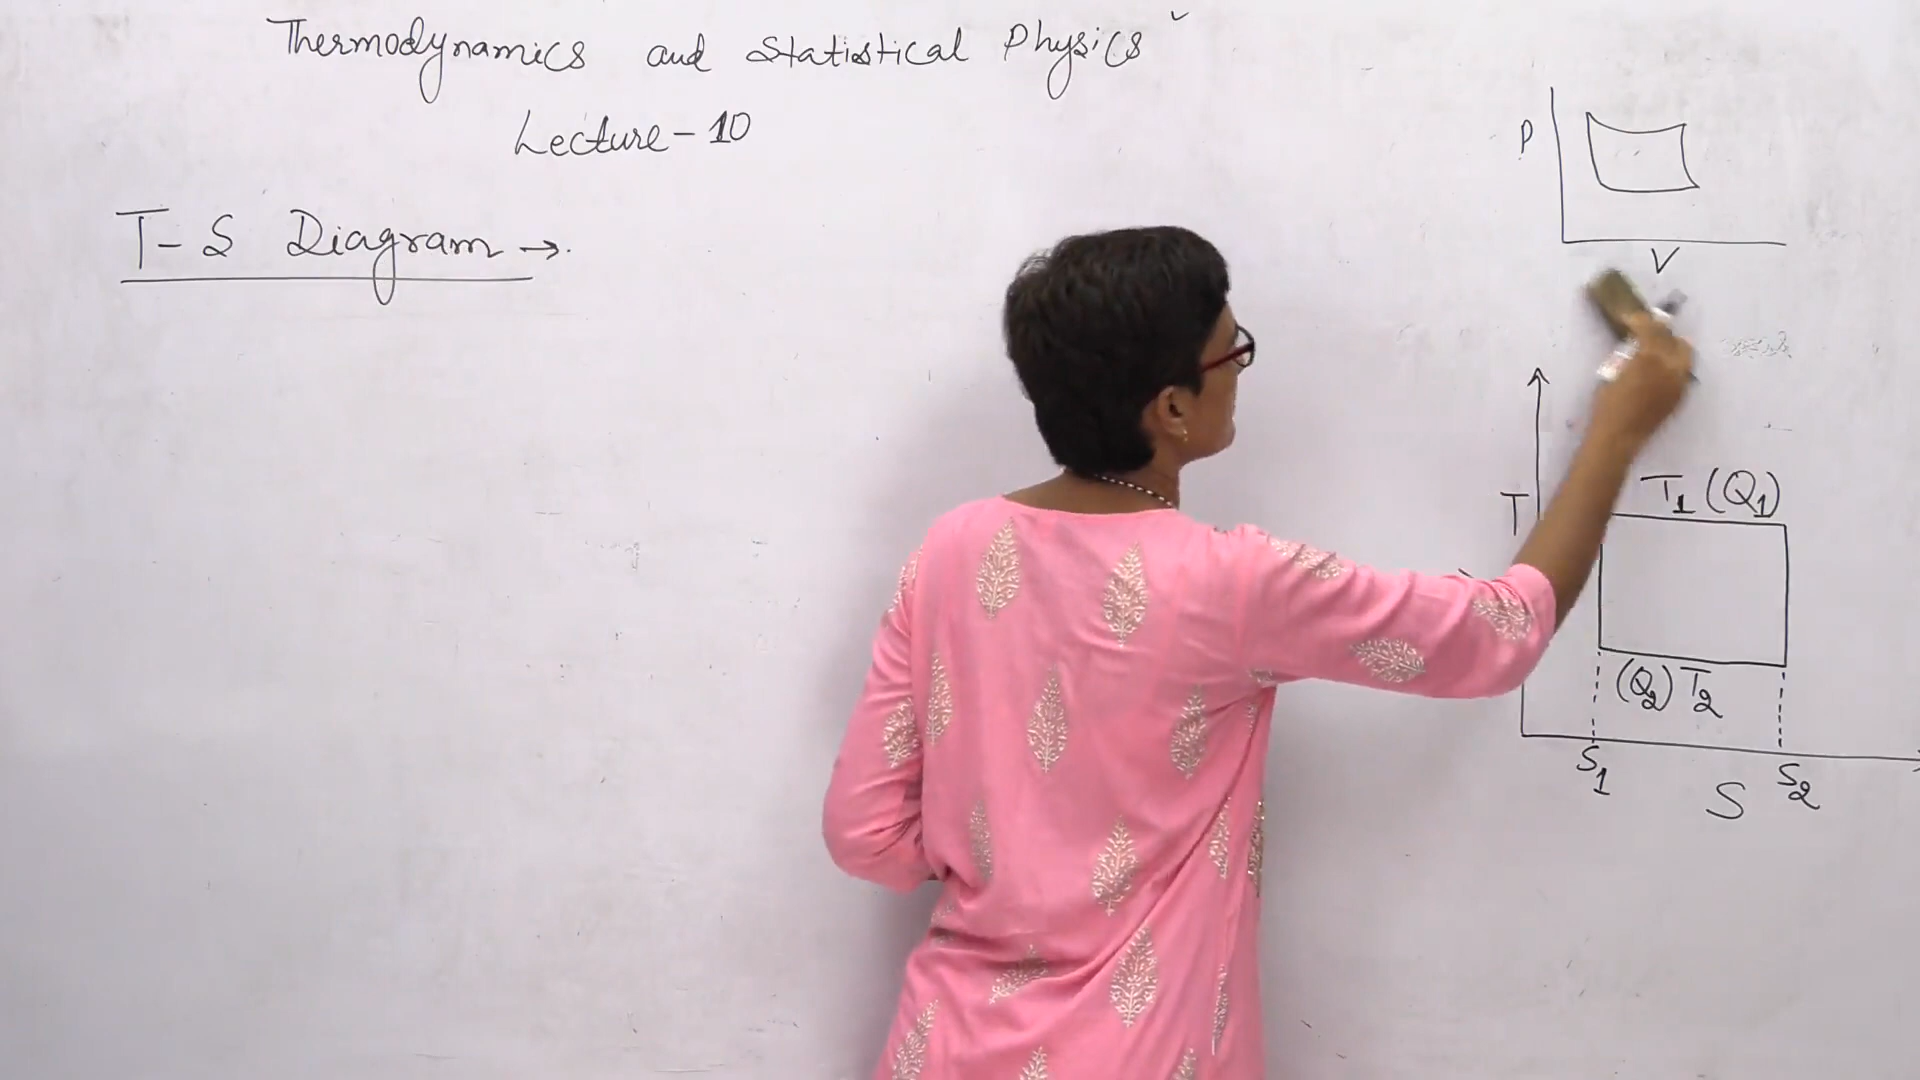 Thermodynamics and Statistical Physics
Lecture - 10
T- S Diagram →
P
V
T
T1 (Q1)
(Q2) T2
S1
S
S2